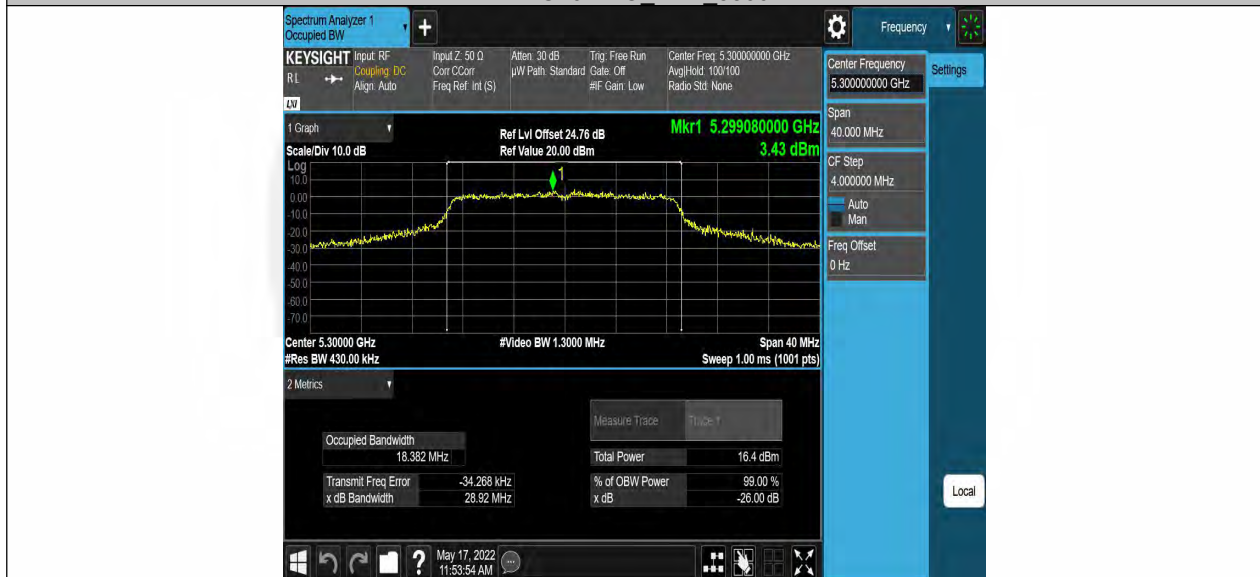 Spectrum Analyzer 1
Occupied BW
+
Frequency
KEYSIGHT
RL
LXI
Input: RF
Coupling: DC
Align: Auto
Input Z: 50 Ω
Corr CCorr
Freq Ref: Int (S)
Atten: 30 dB
µW Path: Standard
Trig: Free Run
Gate: Off
#IF Gain: Low
Center Freq: 5.300000000 GHz
Avg|Hold: 100/100
Radio Std: None
Center Frequency
5.300000000 GHz
Settings
Span
40.000 MHz
CF Step
4.000000 MHz
Auto
Man
Freq Offset
0 Hz
Local
1 Graph
Scale/Div 10.0 dB
Ref Lvl Offset 24.76 dB
Ref Value 20.00 dBm
Mkr1 5.299080000 GHz
3.43 dBm
Log
10.0
0.00
-10.0
-20.0
-30.0
-40.0
-50.0
-60.0
-70.0
1
Center 5.30000 GHz
#Res BW 430.00 kHz
#Video BW 1.3000 MHz
Span 40 MHz
Sweep 1.00 ms (1001 pts)
2 Metrics
Measure Trace Trace 1
Occupied Bandwidth
18.382 MHz
Total Power 16.4 dBm
Transmit Freq Error -34.268 kHz
% of OBW Power 99.00 %
x dB Bandwidth 28.92 MHz
x dB -26.00 dB
?
May 17, 2022
11:53:54 AM